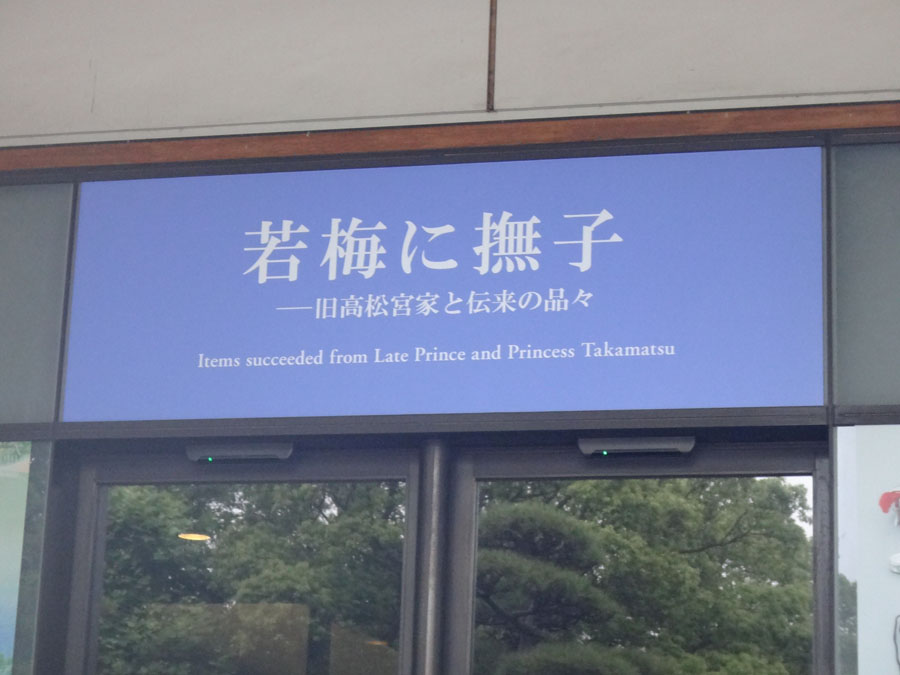 若梅に撫子
—旧高松宮家と伝来の品々
Items succeeded from Late Prince and Princess Takamatsu